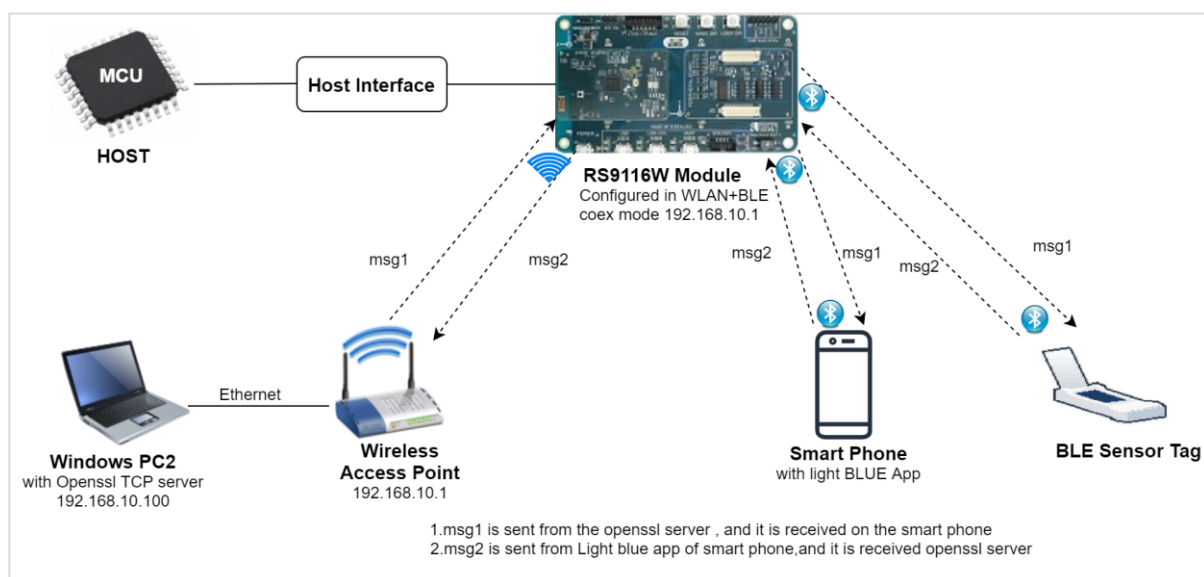 MCU
HOST
Host Interface
RS9116W Module
Configured in WLAN+BLE
coex mode 192.168.10.1
msg1
msg2
msg2
msg1
msg2
msg1
Ethernet
Windows PC2
with Openssl TCP server
192.168.10.100
Wireless
Access Point
192.168.10.1
Smart Phone
with light BLUE App
BLE Sensor Tag
1.msg1 is sent from the openssl server , and it is received on the smart phone
2.msg2 is sent from Light blue app of smart phone,and it is received openssl server